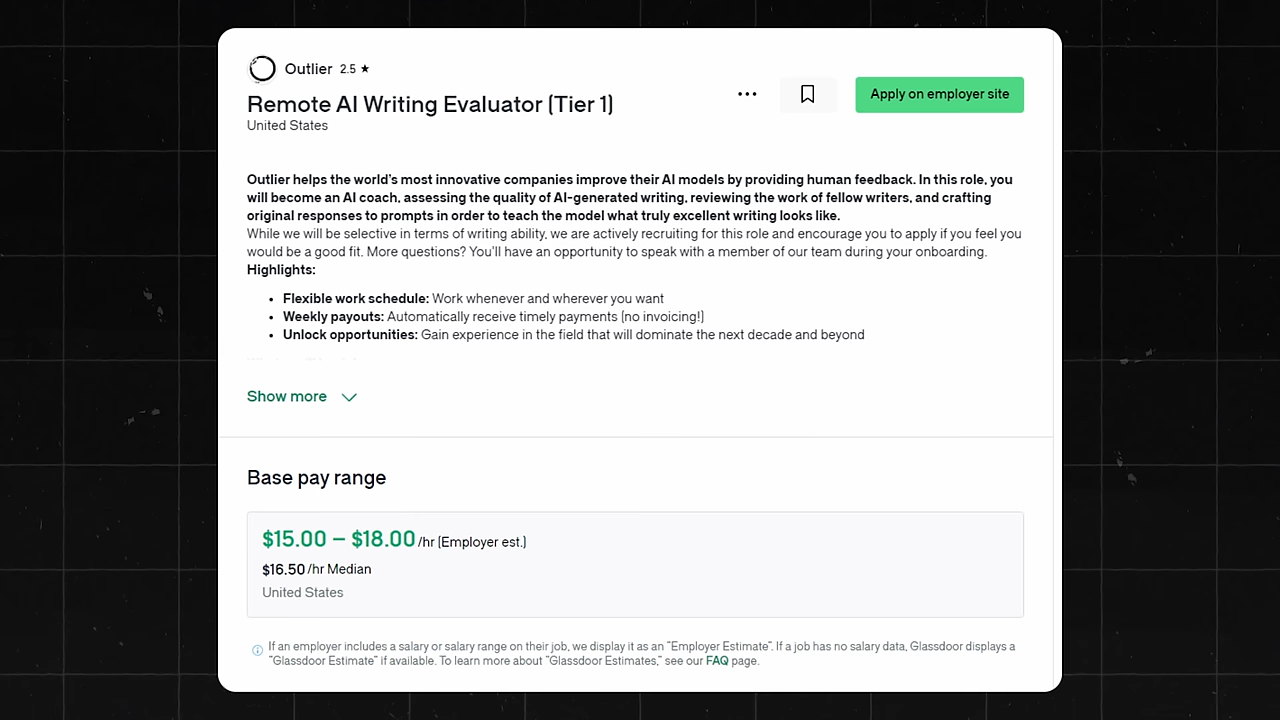 Outlier 2.5 ★
Remote AI Writing Evaluator (Tier 1)
United States
Apply on employer site
Outlier helps the world's most innovative companies improve their AI models by providing human feedback. In this role, you
will become an AI coach, assessing the quality of AI-generated writing, reviewing the work of fellow writers, and crafting
original responses to prompts in order to teach the model what truly excellent writing looks like.
While we will be selective in terms of writing ability, we are actively recruiting for this role and encourage you to apply if you feel you
would be a good fit. More questions? You'll have an opportunity to speak with a member of our team during your onboarding.
Highlights:
• Flexible work schedule: Work whenever and wherever you want
• Weekly payouts: Automatically receive timely payments (no invoicing!)
• Unlock opportunities: Gain experience in the field that will dominate the next decade and beyond
Show more
Base pay range
$15.00 – $18.00 /hr (Employer est.)
$16.50 /hr Median
United States
If an employer includes a salary or salary range on their job, we display it as an "Employer Estimate". If a job has no salary data, Glassdoor displays a
"Glassdoor Estimate" if available. To learn more about "Glassdoor Estimates," see our FAQ page.